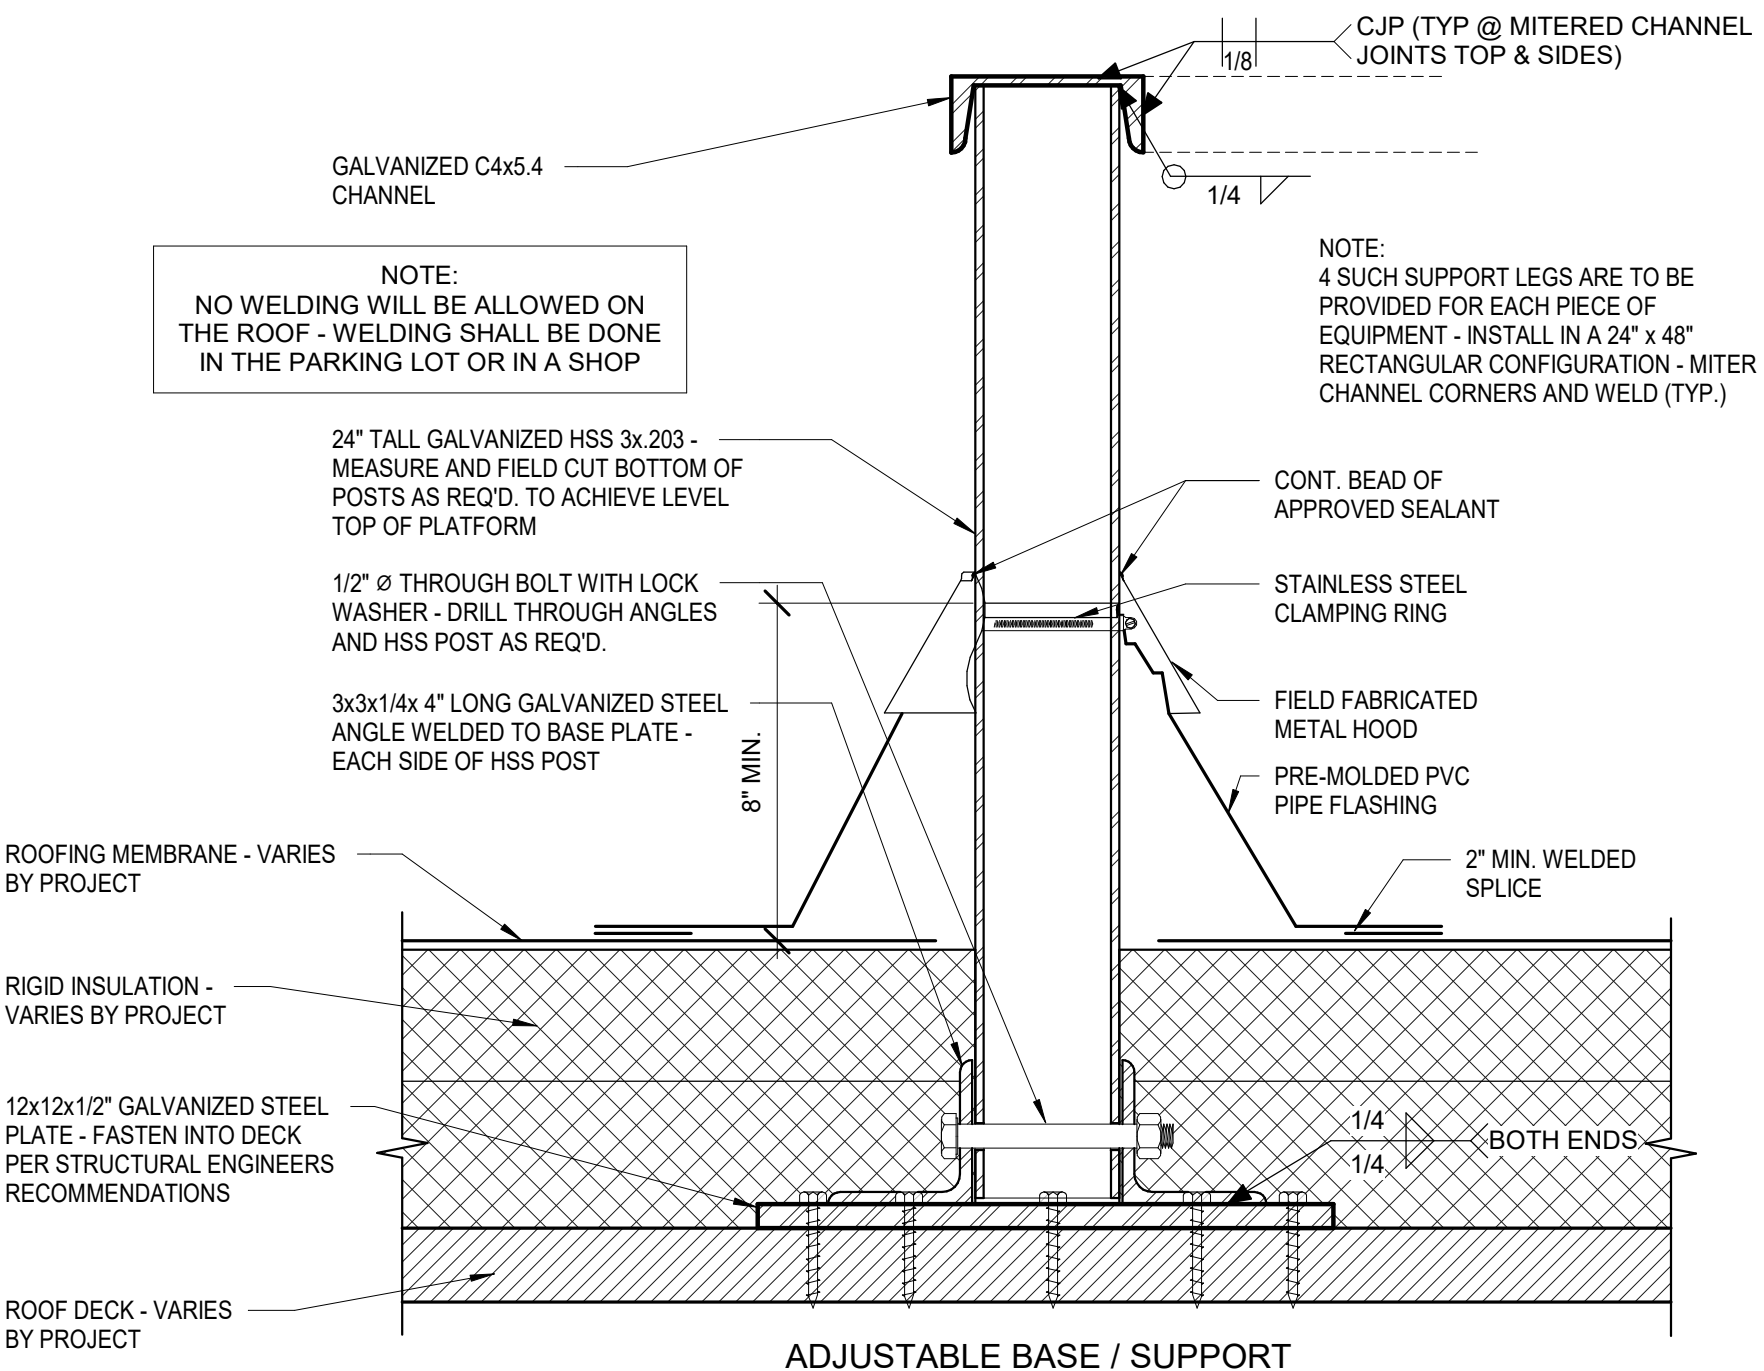 CJP (TYP @ MITERED CHANNEL
JOINTS TOP & SIDES)
1/8
GALVANIZED C4x5.4
CHANNEL
1/4
NOTE:
NO WELDING WILL BE ALLOWED ON
THE ROOF - WELDING SHALL BE DONE
IN THE PARKING LOT OR IN A SHOP
NOTE:
4 SUCH SUPPORT LEGS ARE TO BE
PROVIDED FOR EACH PIECE OF
EQUIPMENT - INSTALL IN A 24" x 48"
RECTANGULAR CONFIGURATION - MITER
CHANNEL CORNERS AND WELD (TYP.)
24" TALL GALVANIZED HSS 3x.203 -
MEASURE AND FIELD CUT BOTTOM OF
POSTS AS REQ'D. TO ACHIEVE LEVEL
TOP OF PLATFORM
CONT. BEAD OF
APPROVED SEALANT
1/2" Ø THROUGH BOLT WITH LOCK
WASHER - DRILL THROUGH ANGLES
AND HSS POST AS REQ'D.
STAINLESS STEEL
CLAMPING RING
3x3x1/4x 4" LONG GALVANIZED STEEL
ANGLE WELDED TO BASE PLATE -
EACH SIDE OF HSS POST
FIELD FABRICATED
METAL HOOD
8" MIN.
PRE-MOLDED PVC
PIPE FLASHING
ROOFING MEMBRANE - VARIES
BY PROJECT
2" MIN. WELDED
SPLICE
RIGID INSULATION -
VARIES BY PROJECT
12x12x1/2" GALVANIZED STEEL
PLATE - FASTEN INTO DECK
PER STRUCTURAL ENGINEERS
RECOMMENDATIONS
1/4
1/4
BOTH ENDS
ROOF DECK - VARIES
BY PROJECT
ADJUSTABLE BASE / SUPPORT